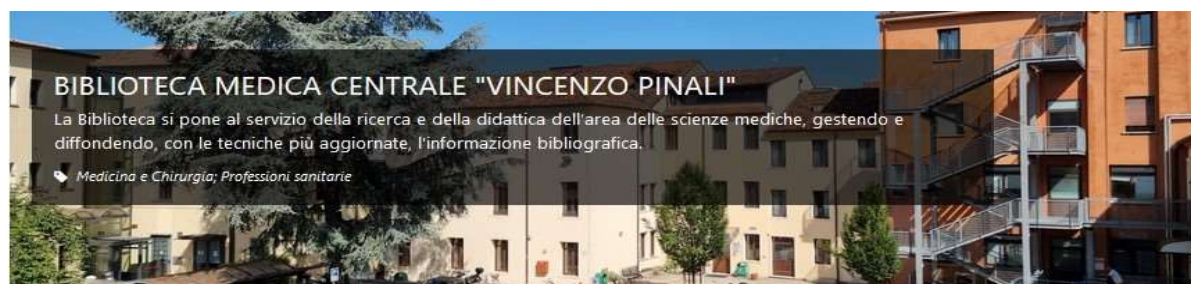 BIBLIOTECA MEDICA CENTRALE "VINCENZO PINALI"
La Biblioteca si pone al servizio della ricerca e della didattica dell'area delle scienze mediche, gestendo e
diffondendo, con le tecniche più aggiornate, l'informazione bibliografica.
Medicina e Chirurgia; Professioni sanitarie